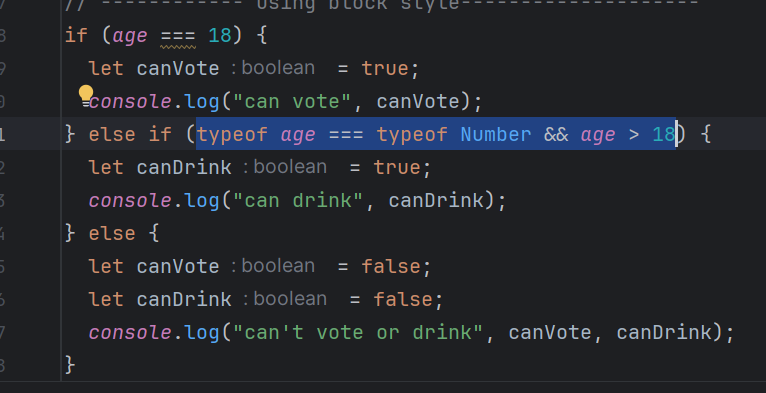 // ------------ Using block style--------------------
if (age === 18) {
let canVote : boolean = true;
console.log("can vote", canVote);
} else if (typeof age === typeof Number && age > 18) {
let canDrink : boolean = true;
console.log("can drink", canDrink);
} else {
let canVote : boolean = false;
let canDrink : boolean = false;
console.log("can't vote or drink", canVote, canDrink);
}